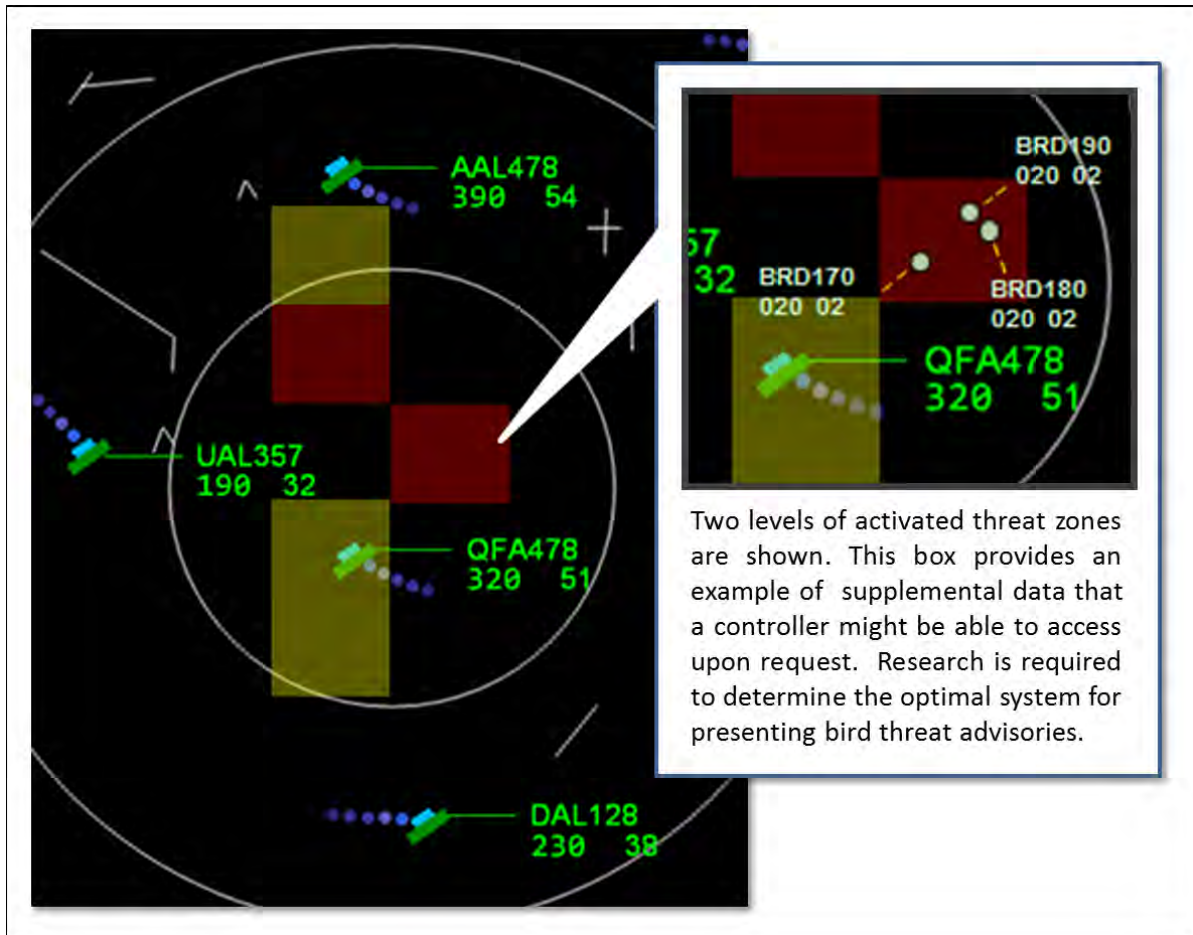 AAL478
390 54
UAL357
190 32
QFA478
320 51
DAL128
230 38
BRD190
020 02
57
32
BRD170
020 02
BRD180
020 02
QFA478
320 51
Two levels of activated threat zones
are shown. This box provides an
example of supplemental data that
a controller might be able to access
upon request. Research is required
to determine the optimal system for
presenting bird threat advisories.